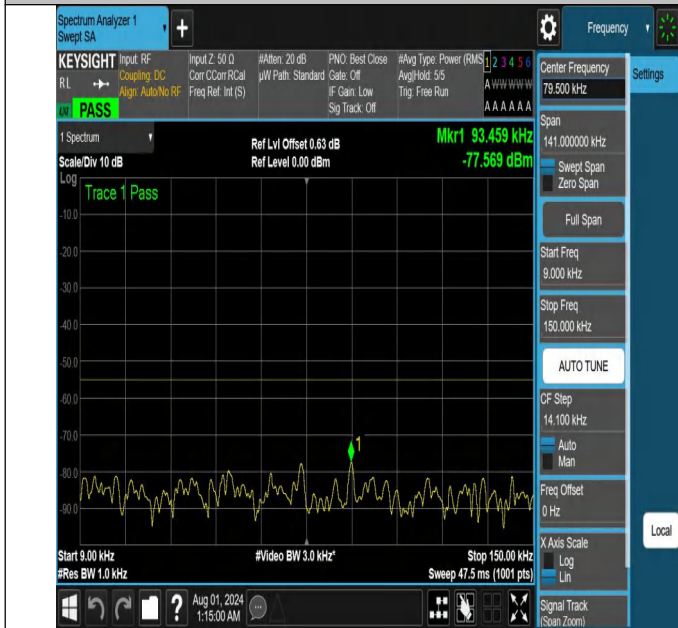 Spectrum Analyzer 1
Swept SA
+
Frequency
KEYSIGHT
RL
PASS
Input: RF
Coupling: DC
Align: Auto/No RF
Input Z: 50 Ω
Corr CCorr RCal
Freq Ref: Int (S)
#Atten: 20 dB
µW Path: Standard
PNO: Best Close
Gate: Off
IF Gain: Low
Sig Track: Off
#Avg Type: Power (RMS
Avg|Hold: 5/5
Trig: Free Run
1 2 3 4 5 6
A W W W W W
A A A A A A
1 Spectrum
Scale/Div 10 dB
Log
Ref Lvl Offset 0.63 dB
Ref Level 0.00 dBm
Mkr1 93.459 kHz
-77.569 dBm
Trace 1 Pass
-10.0
-20.0
-30.0
-40.0
-50.0
-60.0
-70.0
-80.0
-90.0
1
Start 9.00 kHz
#Res BW 1.0 kHz
#Video BW 3.0 kHz*
Stop 150.00 kHz
Sweep 47.5 ms (1001 pts)
?
Aug 01, 2024
1:15:00 AM
Center Frequency
79.500 kHz
Span
141.000000 kHz
Swept Span
Zero Span
Full Span
Start Freq
9.000 kHz
Stop Freq
150.000 kHz
AUTO TUNE
CF Step
14.100 kHz
Auto
Man
Freq Offset
0 Hz
X Axis Scale
Log
Lin
Signal Track
(Span Zoom)
Settings
Local